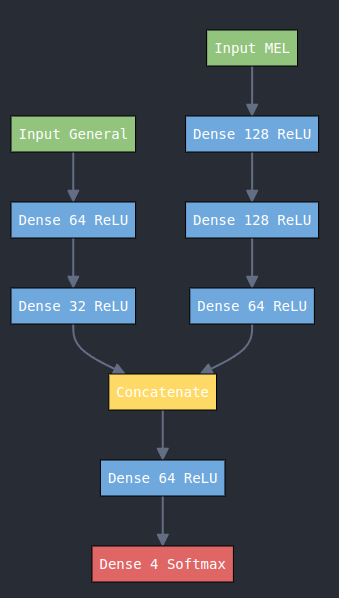 Input MEL
Input General
Dense 128 ReLU
Dense 64 ReLU
Dense 128 ReLU
Dense 32 ReLU
Dense 64 ReLU
Concatenate
Dense 64 ReLU
Dense 4 Softmax